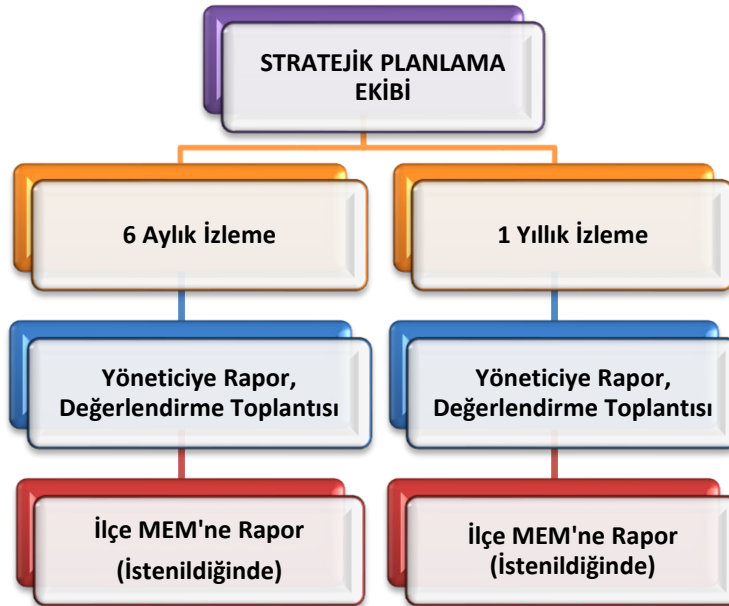 STRATEJİK PLANLAMA
EKİBİ
6 Aylık İzleme
1 Yıllık İzleme
Yöneticiye Rapor,
Değerlendirme Toplantısı
Yöneticiye Rapor,
Değerlendirme Toplantısı
İlçe MEM'ne Rapor
(İstenildiğinde)
İlçe MEM'ne Rapor
(İstenildiğinde)